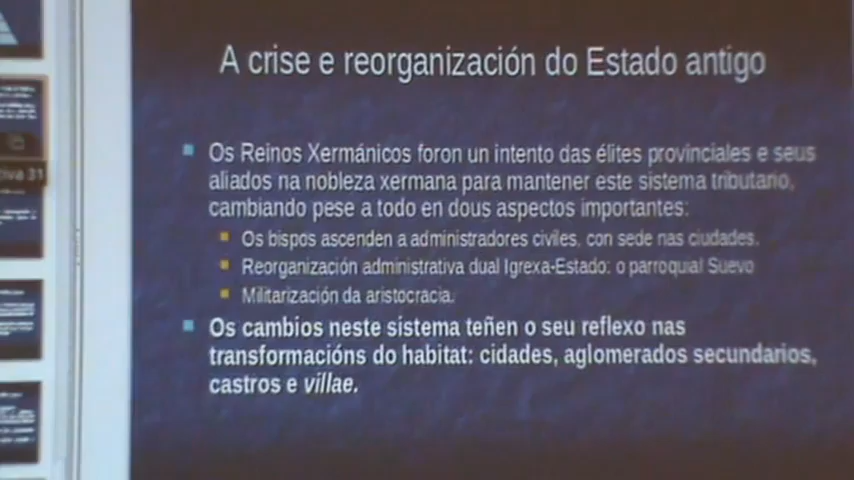 A crise e reorganización do Estado antigo
Os Reinos Xermánicos foron un intento das élites provinciales e seus
aliados na nobleza xermana para mantener este sistema tributario,
cambiando pese a todo en dous aspectos importantes:
Os bispos ascenden a administradores civiles, con sede nas ciudades.
Reorganización administrativa dual Igrexa-Estado: o parroquial Suevo
Militarización da aristocracia.
Os cambios neste sistema teñen o seu reflexo nas
transformacións do habitat: cidades, aglomerados secundarios,
castros e villae.
tiva 31